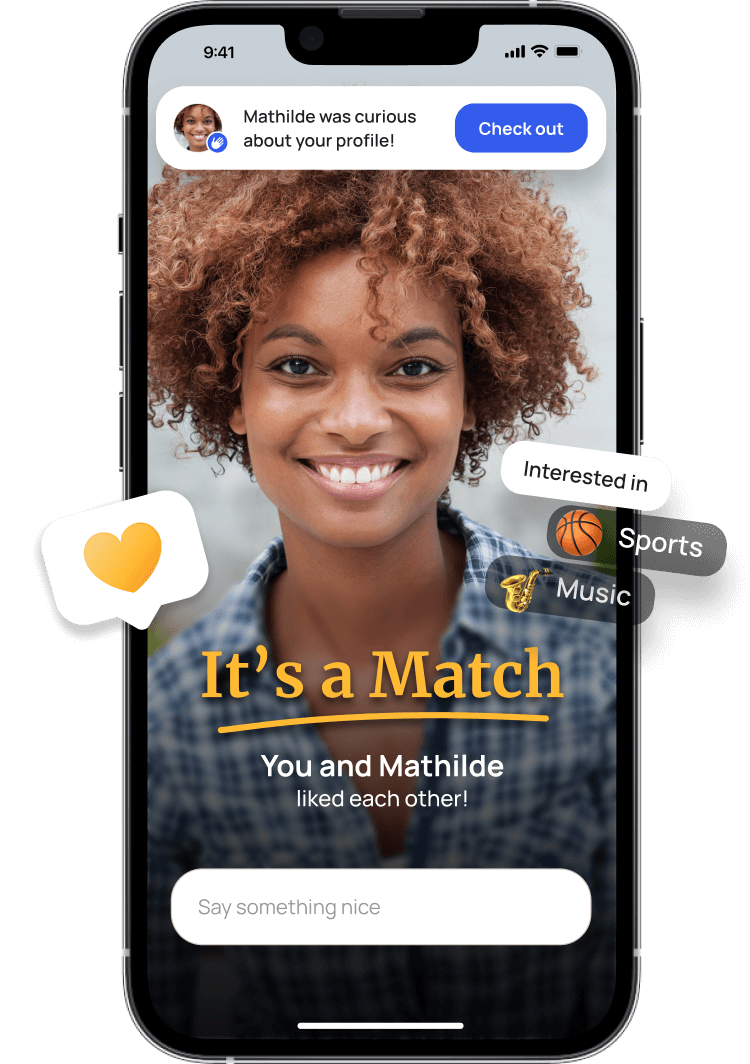 9:41
Mathilde was curious
about your profile!
Check out
Interested in
Sports
Music
It’s a Match
You and Mathilde
liked each other!
Say something nice